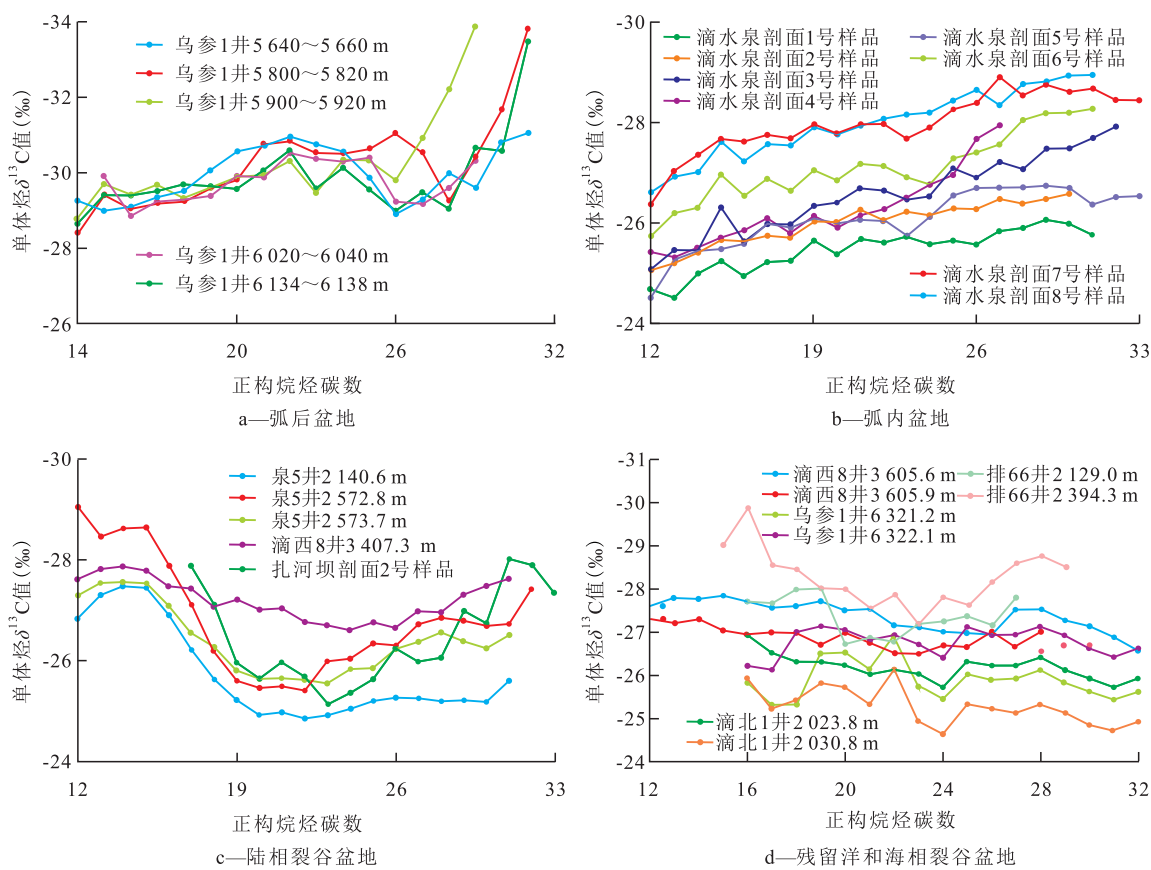 -34
-32
-30
-28
-26
单体烃δ¹³C值(‰)
乌参1井5 640～5 660 m
乌参1井5 800～5 820 m
乌参1井5 900～5 920 m
乌参1井6 020～6 040 m
乌参1井6 134～6 138 m
14
20
26
32
正构烷烃碳数
a—弧后盆地
-30
-28
-26
-24
单体烃δ¹³C值(‰)
滴水泉剖面1号样品
滴水泉剖面2号样品
滴水泉剖面3号样品
滴水泉剖面4号样品
滴水泉剖面5号样品
滴水泉剖面6号样品
滴水泉剖面7号样品
滴水泉剖面8号样品
12
19
26
33
正构烷烃碳数
b—弧内盆地
-30
-28
-26
-24
单体烃δ¹³C值(‰)
泉5井2 140.6 m
泉5井2 572.8 m
泉5井2 573.7 m
滴西8井3 407.3 m
扎河坝剖面2号样品
12
19
26
33
正构烷烃碳数
c—陆相裂谷盆地
-31
-30
-29
-28
-27
-26
-25
-24
单体烃δ¹³C值(‰)
滴西8井3 605.6 m
滴西8井3 605.9 m
乌参1井6 321.2 m
乌参1井6 322.1 m
排66井2 129.0 m
排66井2 394.3 m
滴北1井2 023.8 m
滴北1井2 030.8 m
12
16
20
24
28
32
正构烷烃碳数
d—残留洋和海相裂谷盆地